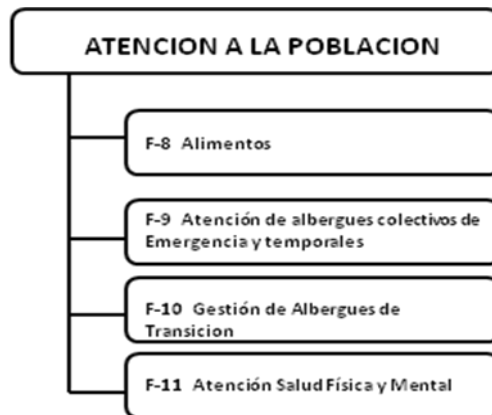 ATENCION A LA POBLACION
F-8 Alimentos
F-9 Atención de albergues colectivos de
Emergencia y temporales
F-10 Gestión de Albergues de
Transicion
F-11 Atención Salud Física y Mental